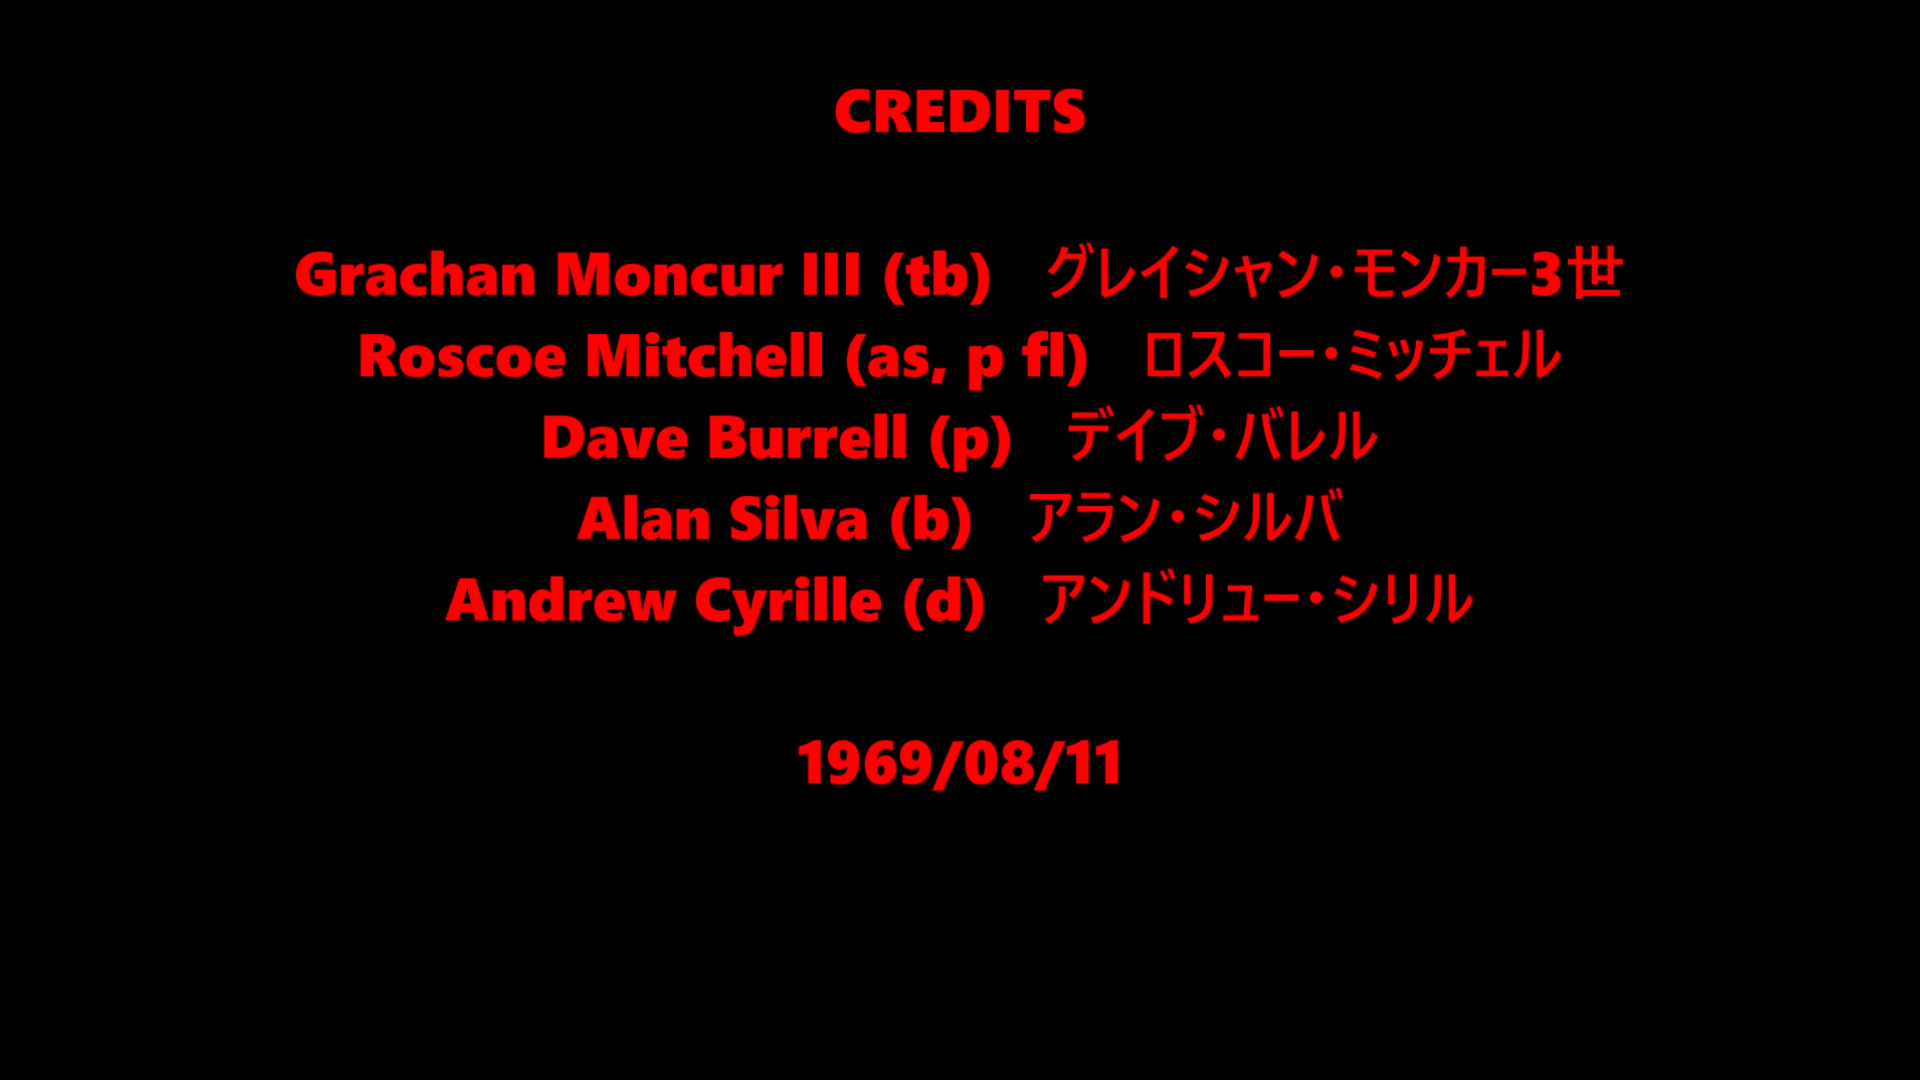 CREDITS
Grachan Moncur III (tb)　グレイシャン・モンカー3世
Roscoe Mitchell (as, p fl)　ロスコー・ミッチェル
Dave Burrell (p)　デイブ・バレル
Alan Silva (b)　アラン・シルバ
Andrew Cyrille (d)　アンドリュー・シリル
1969/08/11